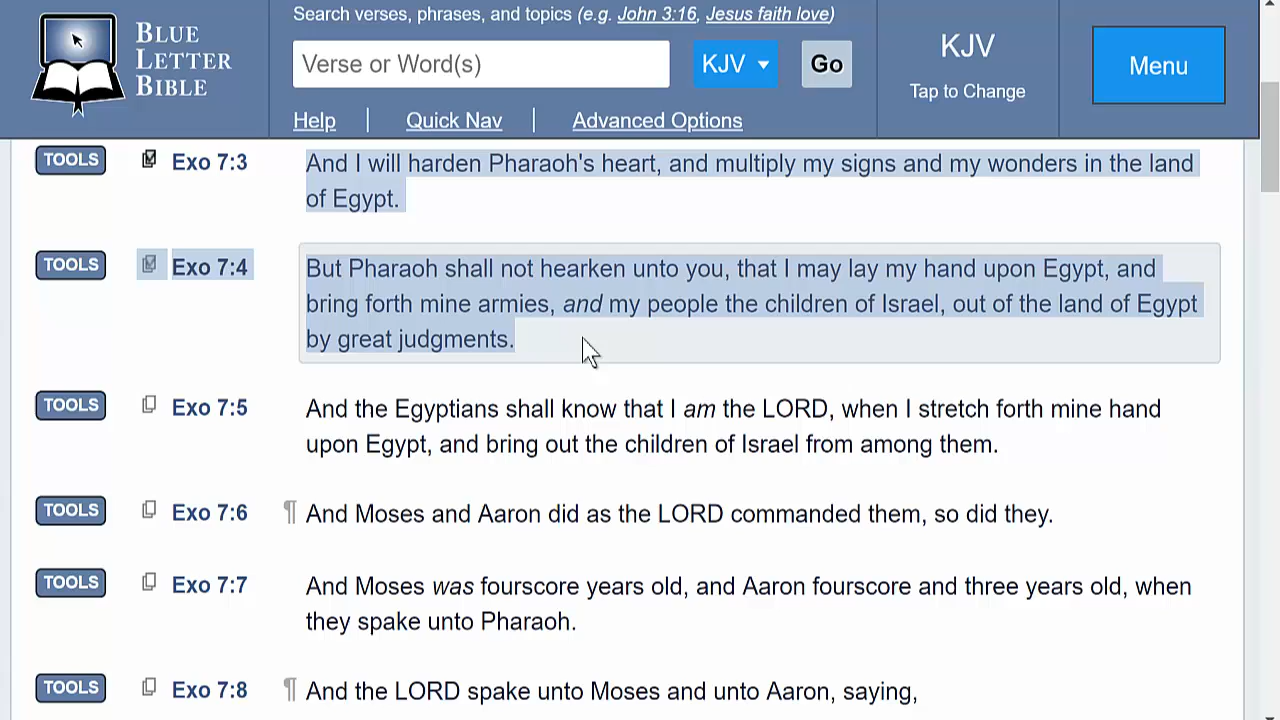 Search verses, phrases, and topics (e.g. John 3:16, Jesus faith love)
BLUE
LETTER
BIBLE
Verse or Word(s)
KJV
Go
KJV
Tap to Change
Menu
Help
Quick Nav
Advanced Options
TOOLS Exo 7:3 And I will harden Pharaoh's heart, and multiply my signs and my wonders in the land
of Egypt.
TOOLS Exo 7:4 But Pharaoh shall not hearken unto you, that I may lay my hand upon Egypt, and
bring forth mine armies, and my people the children of Israel, out of the land of Egypt
by great judgments.
TOOLS Exo 7:5 And the Egyptians shall know that I am the LORD, when I stretch forth mine hand
upon Egypt, and bring out the children of Israel from among them.
TOOLS Exo 7:6 ¶ And Moses and Aaron did as the LORD commanded them, so did they.
TOOLS Exo 7:7 And Moses was fourscore years old, and Aaron fourscore and three years old, when
they spake unto Pharaoh.
TOOLS Exo 7:8 ¶ And the LORD spake unto Moses and unto Aaron, saying,